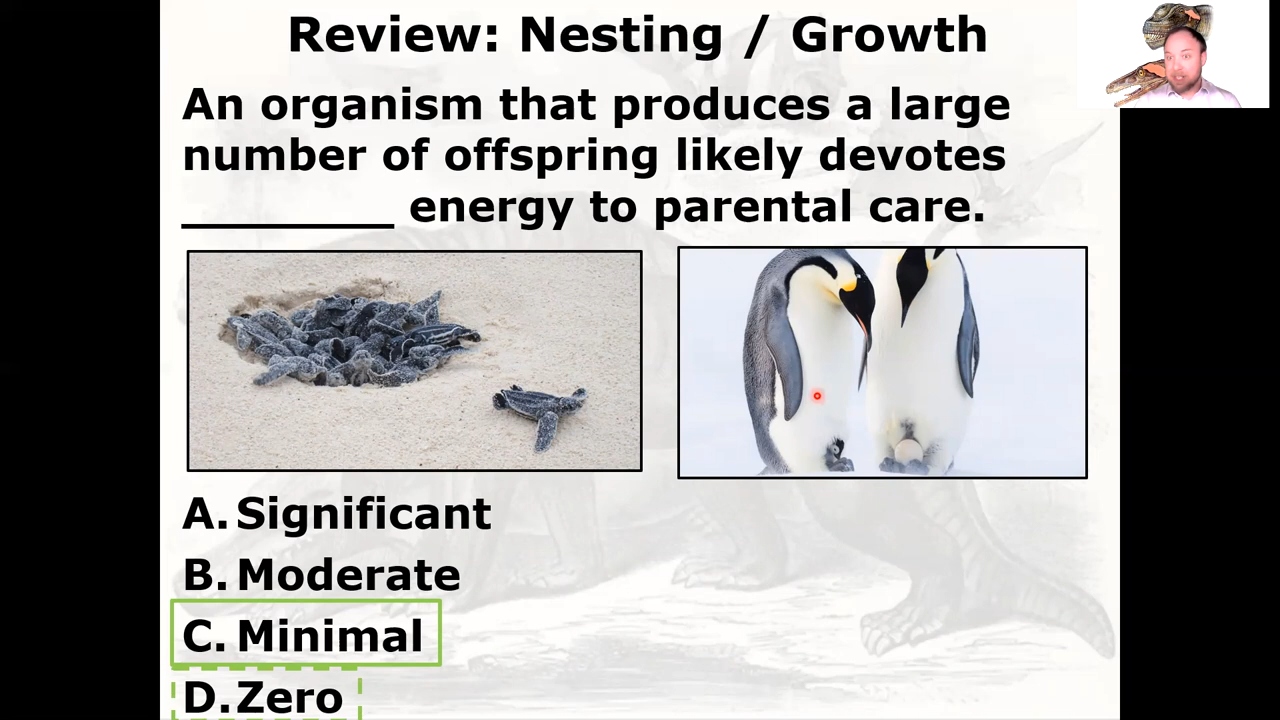 Review: Nesting / Growth
An organism that produces a large
number of offspring likely devotes
_________ energy to parental care.
A. Significant
B. Moderate
C. Minimal
D. Zero